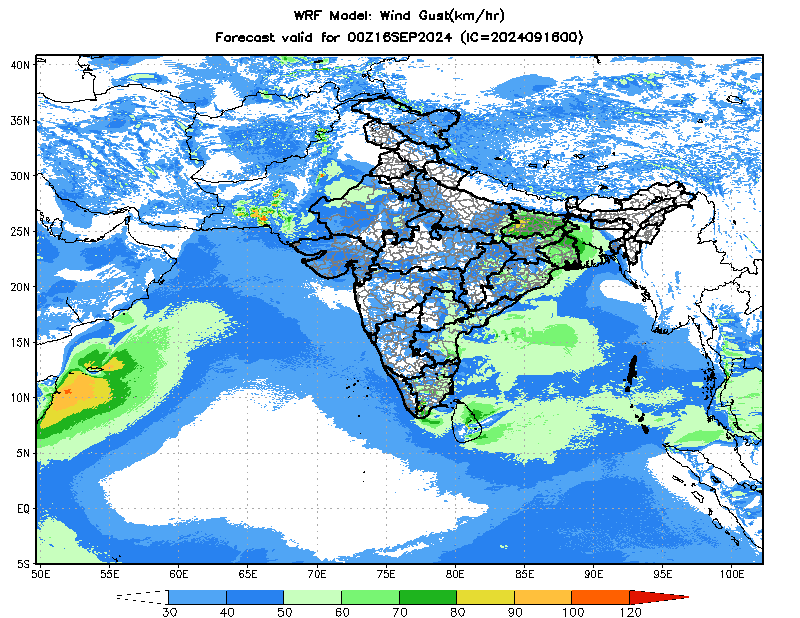 WRF Model: Wind Gust(km/hr)
Forecast valid for 00Z16SEP2024 (IC=2024091600)
40N
35N
30N
25N
20N
15N
10N
5N
EQ
5S
50E 55E 60E 65E 70E 75E 80E 85E 90E 95E 100E
30 40 50 60 70 80 90 100 120